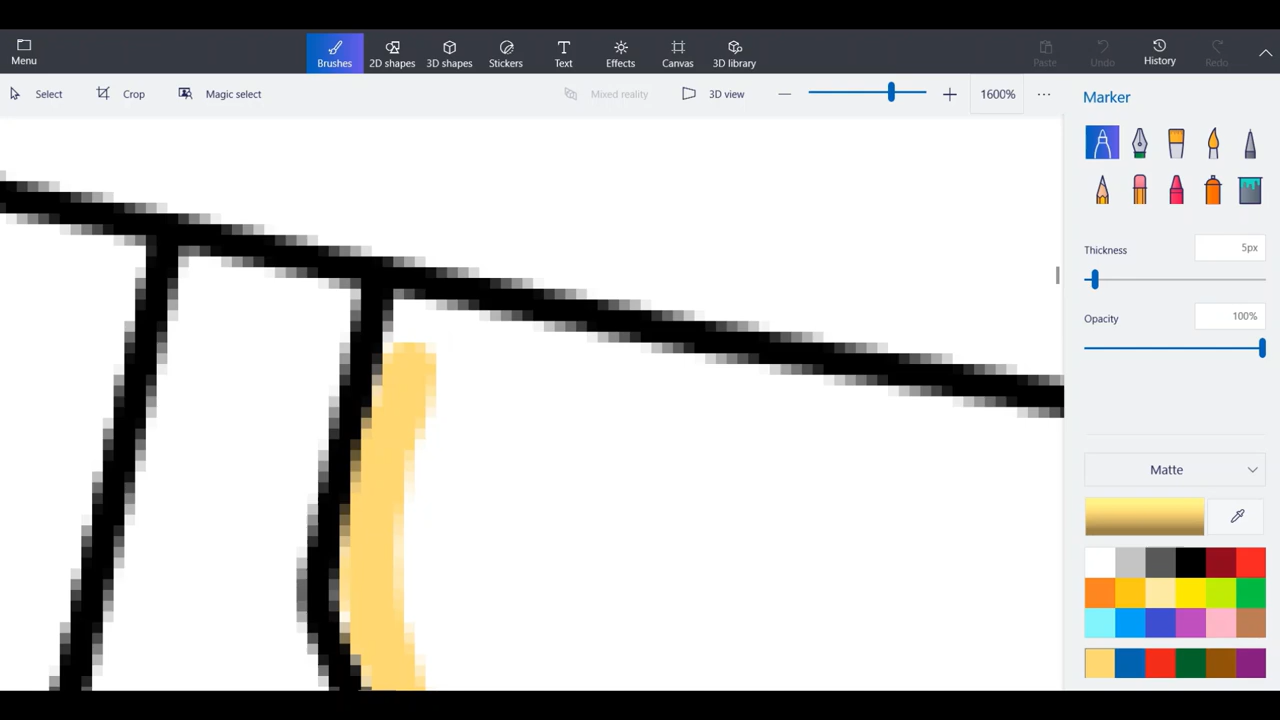 Menu
Brushes
2D shapes
3D shapes
Stickers
Text
Effects
Canvas
3D library
Paste
Undo
History
Redo
Select
Crop
Magic select
Mixed reality
3D view
1600%
Marker
Thickness
5px
Opacity
100%
Matte